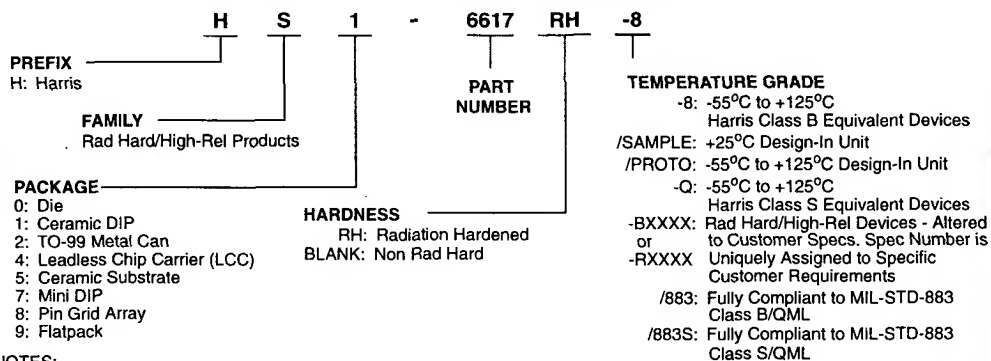 H S 1 - 6617 RH -8
PREFIX
H: Harris
FAMILY
Rad Hard/High-Rel Products
PACKAGE
0: Die
1: Ceramic DIP
2: TO-99 Metal Can
4: Leadless Chip Carrier (LCC)
5: Ceramic Substrate
7: Mini DIP
8: Pin Grid Array
9: Flatpack
PART
NUMBER
HARDNESS
RH: Radiation Hardened
BLANK: Non Rad Hard
TEMPERATURE GRADE
-8: -55°C to +125°C
Harris Class B Equivalent Devices
/SAMPLE: +25°C Design-In Unit
/PROTO: -55°C to +125°C Design-In Unit
-Q: -55°C to +125°C
Harris Class S Equivalent Devices
-BXXXX: Rad Hard/High-Rel Devices - Altered
or to Customer Specs. Spec Number is
-RXXXX Uniquely Assigned to Specific
Customer Requirements
/883: Fully Compliant to MIL-STD-883
Class B/QML
/883S: Fully Compliant to MIL-STD-883
Class S/QML
NOTES: